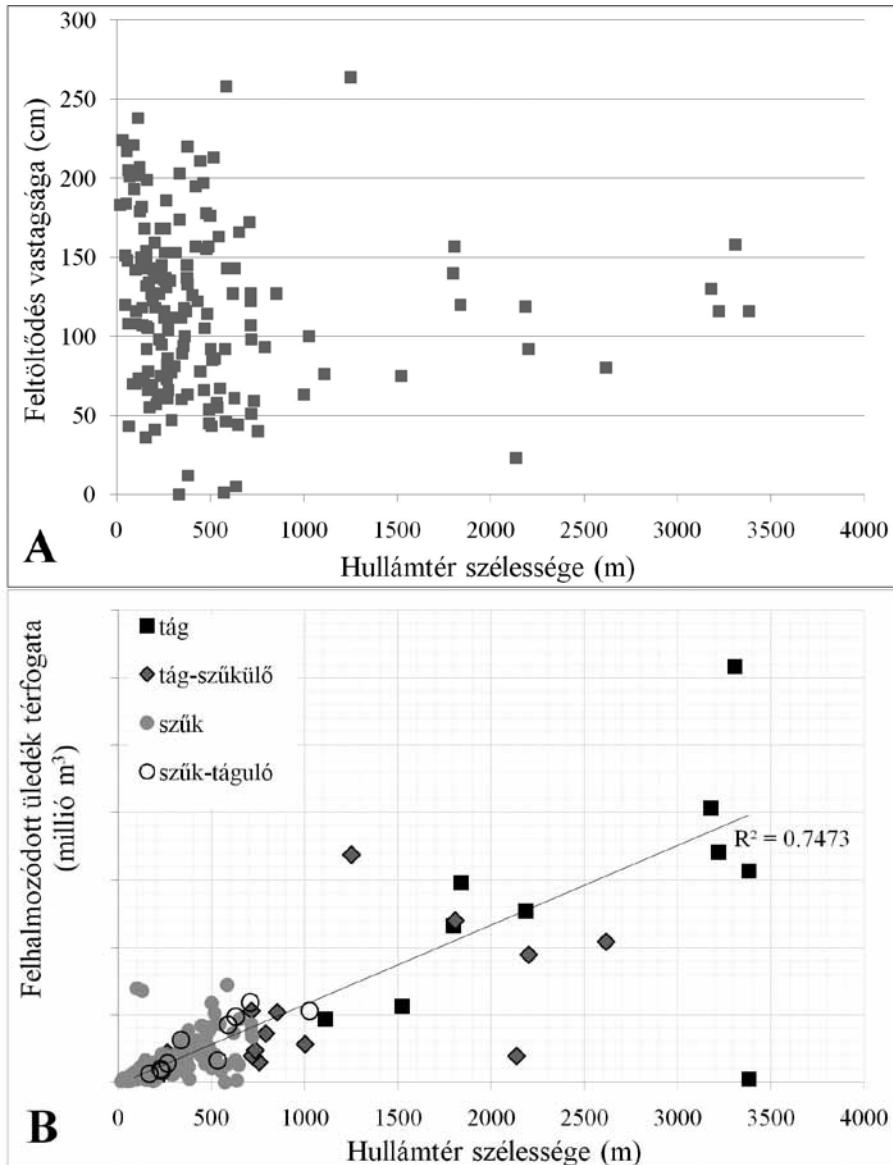 300
250
200
150
100
50
0
Feltöltődés vastagsága (cm)
0 500 1000 1500 2000 2500 3000 3500 4000
Hullámtér szélessége (m)
A
tág
tág-szűkülő
szűk
szűk-táguló
Felhalmozódott üledék térfogata
(millió m³)
R² = 0.7473
0 500 1000 1500 2000 2500 3000 3500 4000
Hullámtér szélessége (m)
B